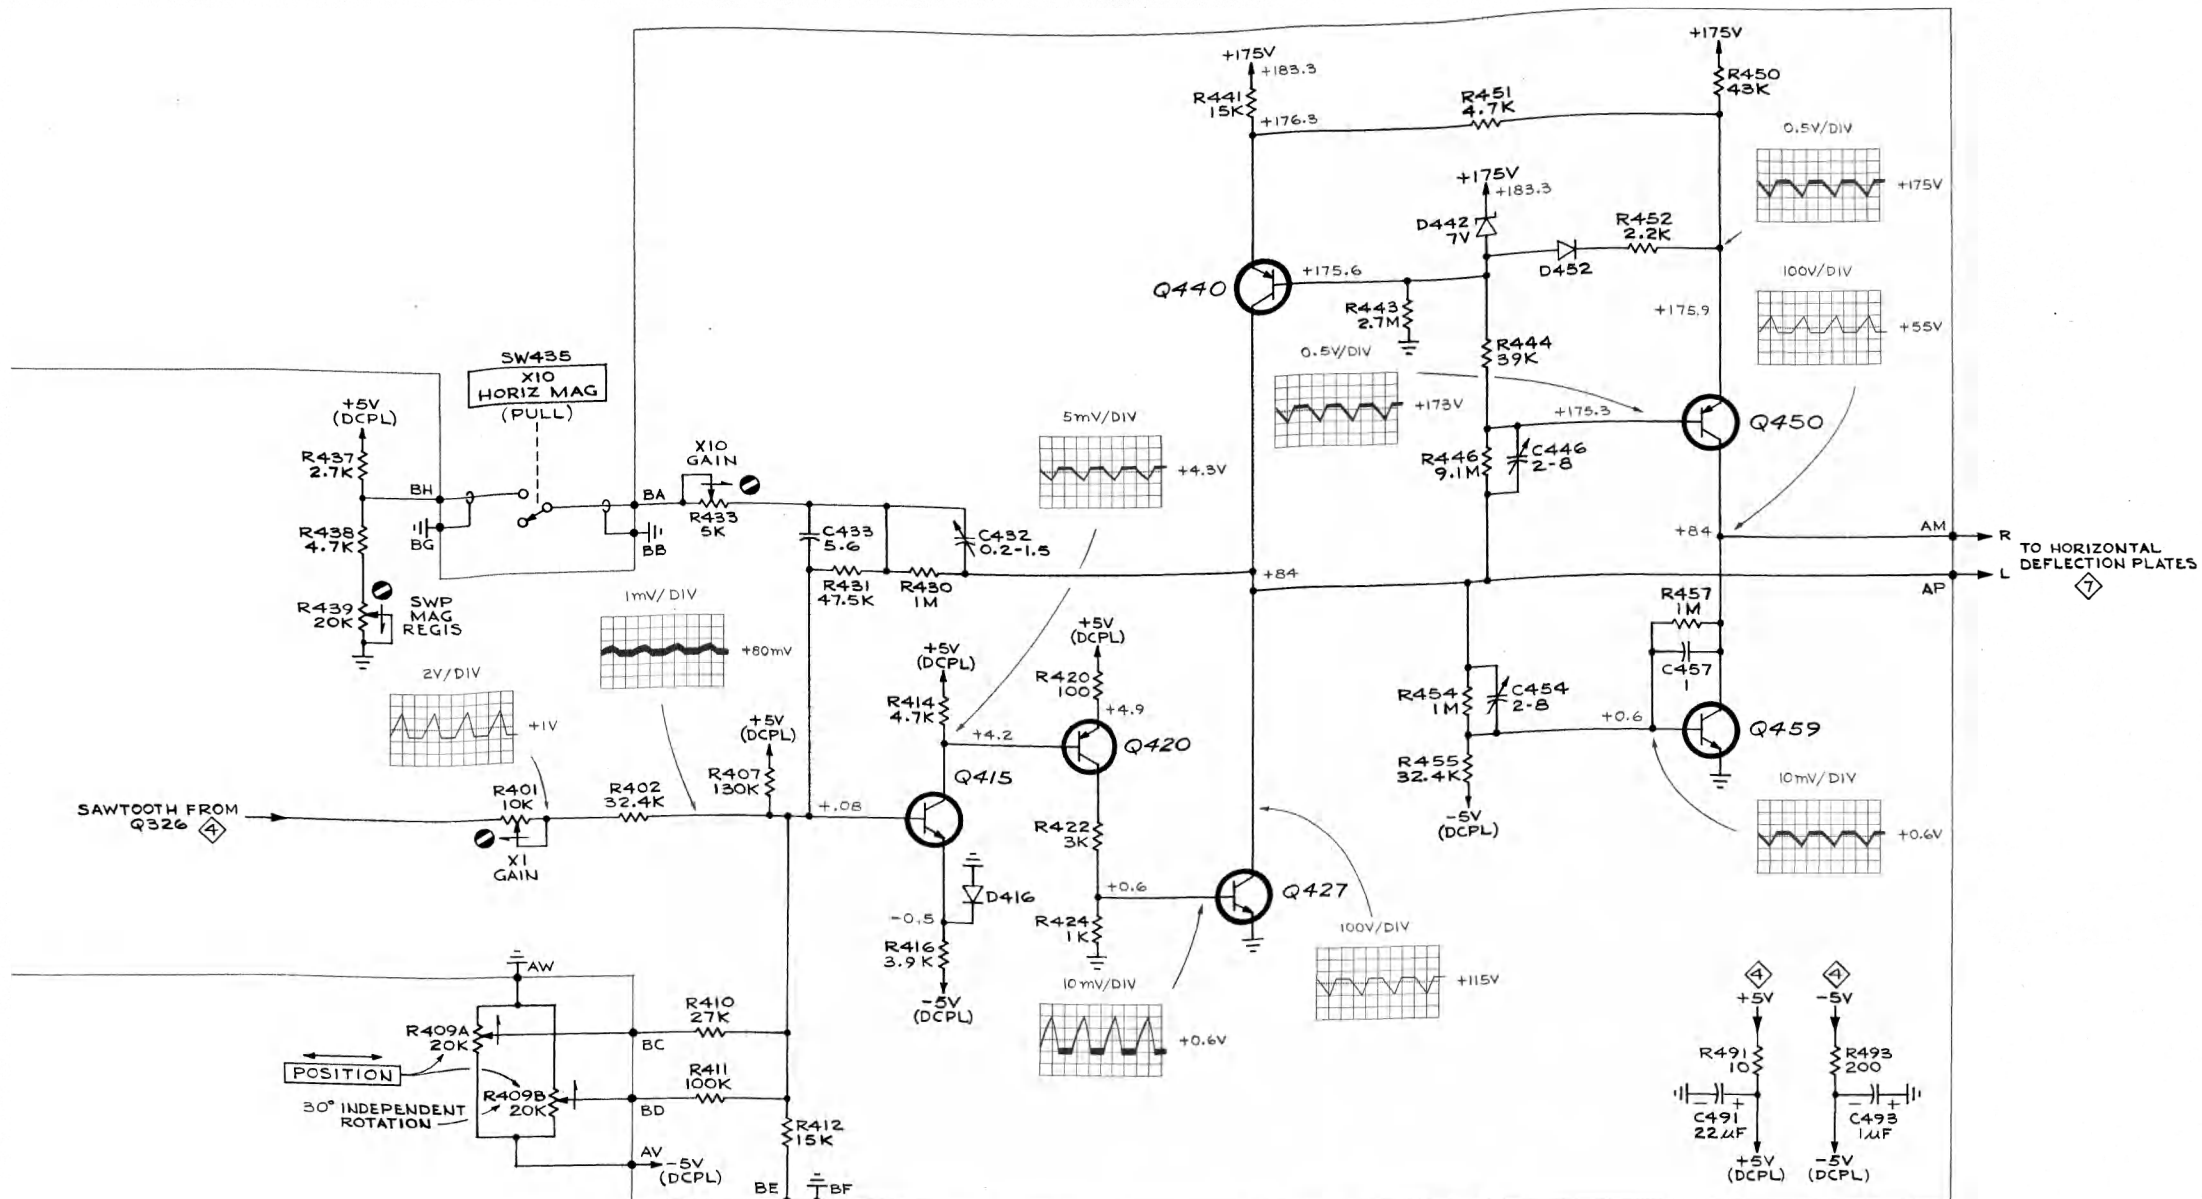 +175V
+183.3
R441
15K
+176.3
R451
4.7K
+175V
R450
43K
0.5V/DIV
+175V
+175V
+183.3
D442
7V
R452
2.2K
D452
100V/DIV
+55V
Q440
+175.6
R443
2.7M
+175.9
R444
39K
0.5V/DIV
+173V
+175.3
Q450
R446
9.1M
C446
2-8
SW435
X10
HORIZ MAG
(PULL)
+5V
(DCPL)
R437
2.7K
BH
BG
R438
4.7K
R439
20K
SWP
MAG
REGIS
BA
BB
X10
GAIN
R433
5K
5mV/DIV
+4.3V
C433
5.6
C432
0.2-1.5
R431
47.5K
R430
1M
+84
+84
AM
R
L
AP
TO HORIZONTAL
DEFLECTION PLATES
7
1mV/DIV
+80mV
2V/DIV
+1V
+5V
(DCPL)
R414
4.7K
+5V
(DCPL)
R420
100
+4.9
+4.2
Q420
R457
1M
C457
1
R454
1M
C454
2-8
+0.6
Q459
R455
32.4K
-5V
(DCPL)
10mV/DIV
+0.6V
SAWTOOTH FROM
Q326 4
R401
10K
X1
GAIN
R402
32.4K
+5V
(DCPL)
R407
130K
+.08
Q415
D416
-0.5
R416
3.9K
-5V
(DCPL)
R422
3K
+0.6
R424
1K
Q427
10mV/DIV
+0.6V
100V/DIV
+115V
AW
R409A
20K
POSITION
R409B
20K
30° INDEPENDENT
ROTATION
AV
-5V
(DCPL)
BC
R410
27K
BD
R411
100K
R412
15K
BE
BF
4
+5V
R491
10
C491
22µF
- +
+5V
(DCPL)
4
-5V
R493
200
C493
1µF
- +
-5V
(DCPL)